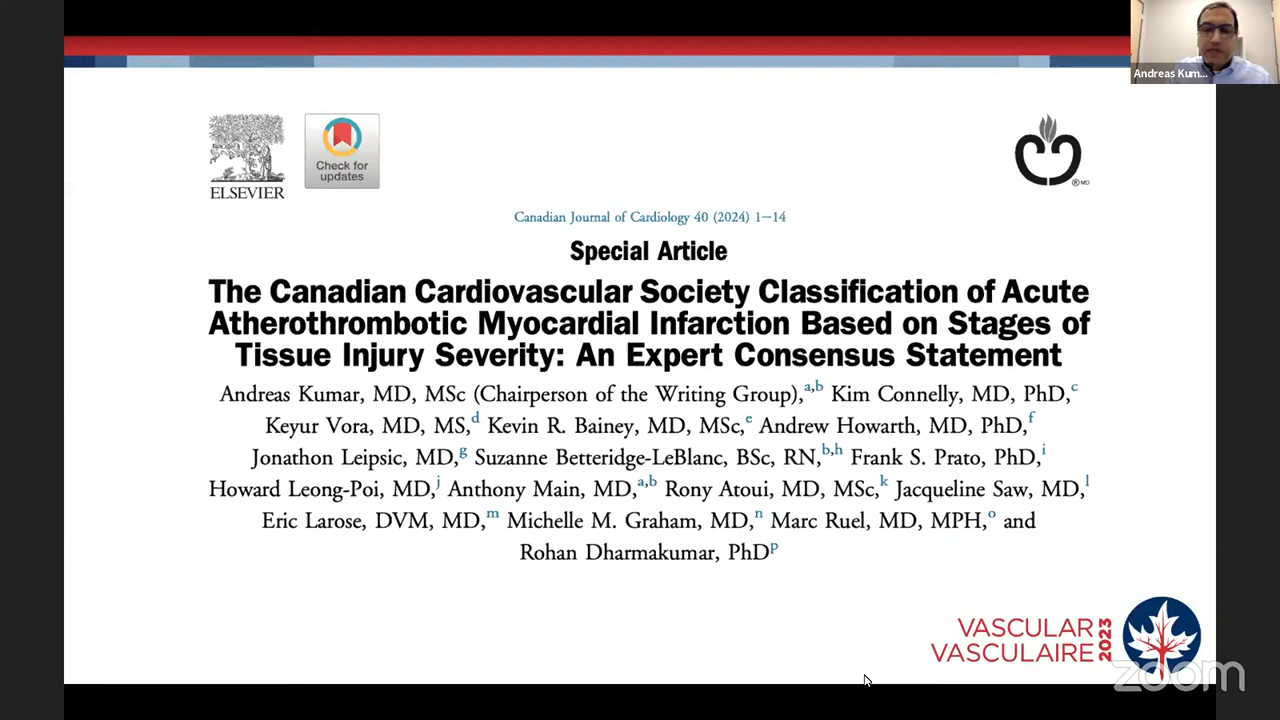 Andreas Kum...
ELSEVIER
Check for
updates
® MD
Canadian Journal of Cardiology 40 (2024) 1–14
Special Article
The Canadian Cardiovascular Society Classification of Acute
Atherothrombotic Myocardial Infarction Based on Stages of
Tissue Injury Severity: An Expert Consensus Statement
Andreas Kumar, MD, MSc (Chairperson of the Writing Group),a,b Kim Connelly, MD, PhD,c
Keyur Vora, MD, MS,d Kevin R. Bainey, MD, MSc,e Andrew Howarth, MD, PhD,f
Jonathon Leipsic, MD,g Suzanne Betteridge-LeBlanc, BSc, RN,b,h Frank S. Prato, PhD,i
Howard Leong-Poi, MD,j Anthony Main, MD,a,b Rony Atoui, MD, MSc,k Jacqueline Saw, MD,l
Eric Larose, DVM, MD,m Michelle M. Graham, MD,n Marc Ruel, MD, MPH,o and
Rohan Dharmakumar, PhDp
VASCULAR
VASCULAIRE
2023
zoom